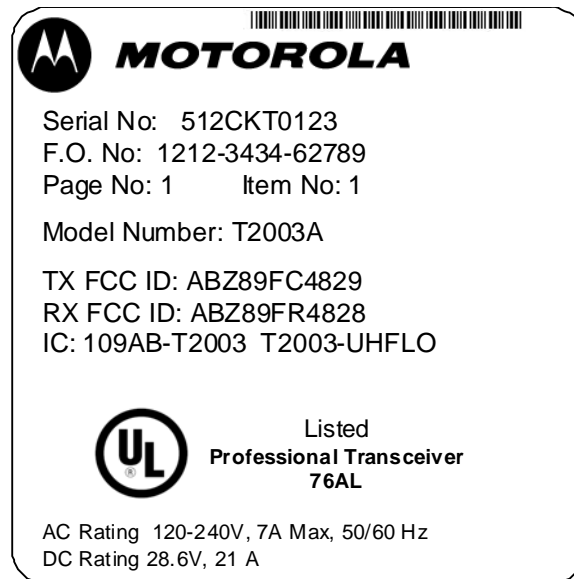 MOTOROLA
Serial No: 512CKT0123
F.O. No: 1212-3434-62789
Page No: 1 Item No: 1
Model Number: T2003A
TX FCC ID: ABZ89FC4829
RX FCC ID: ABZ89FR4828
IC: 109AB-T2003 T2003-UHFLO
UL
®
Listed
Professional Transceiver
76AL
AC Rating 120-240V, 7A Max, 50/60 Hz
DC Rating 28.6V, 21 A